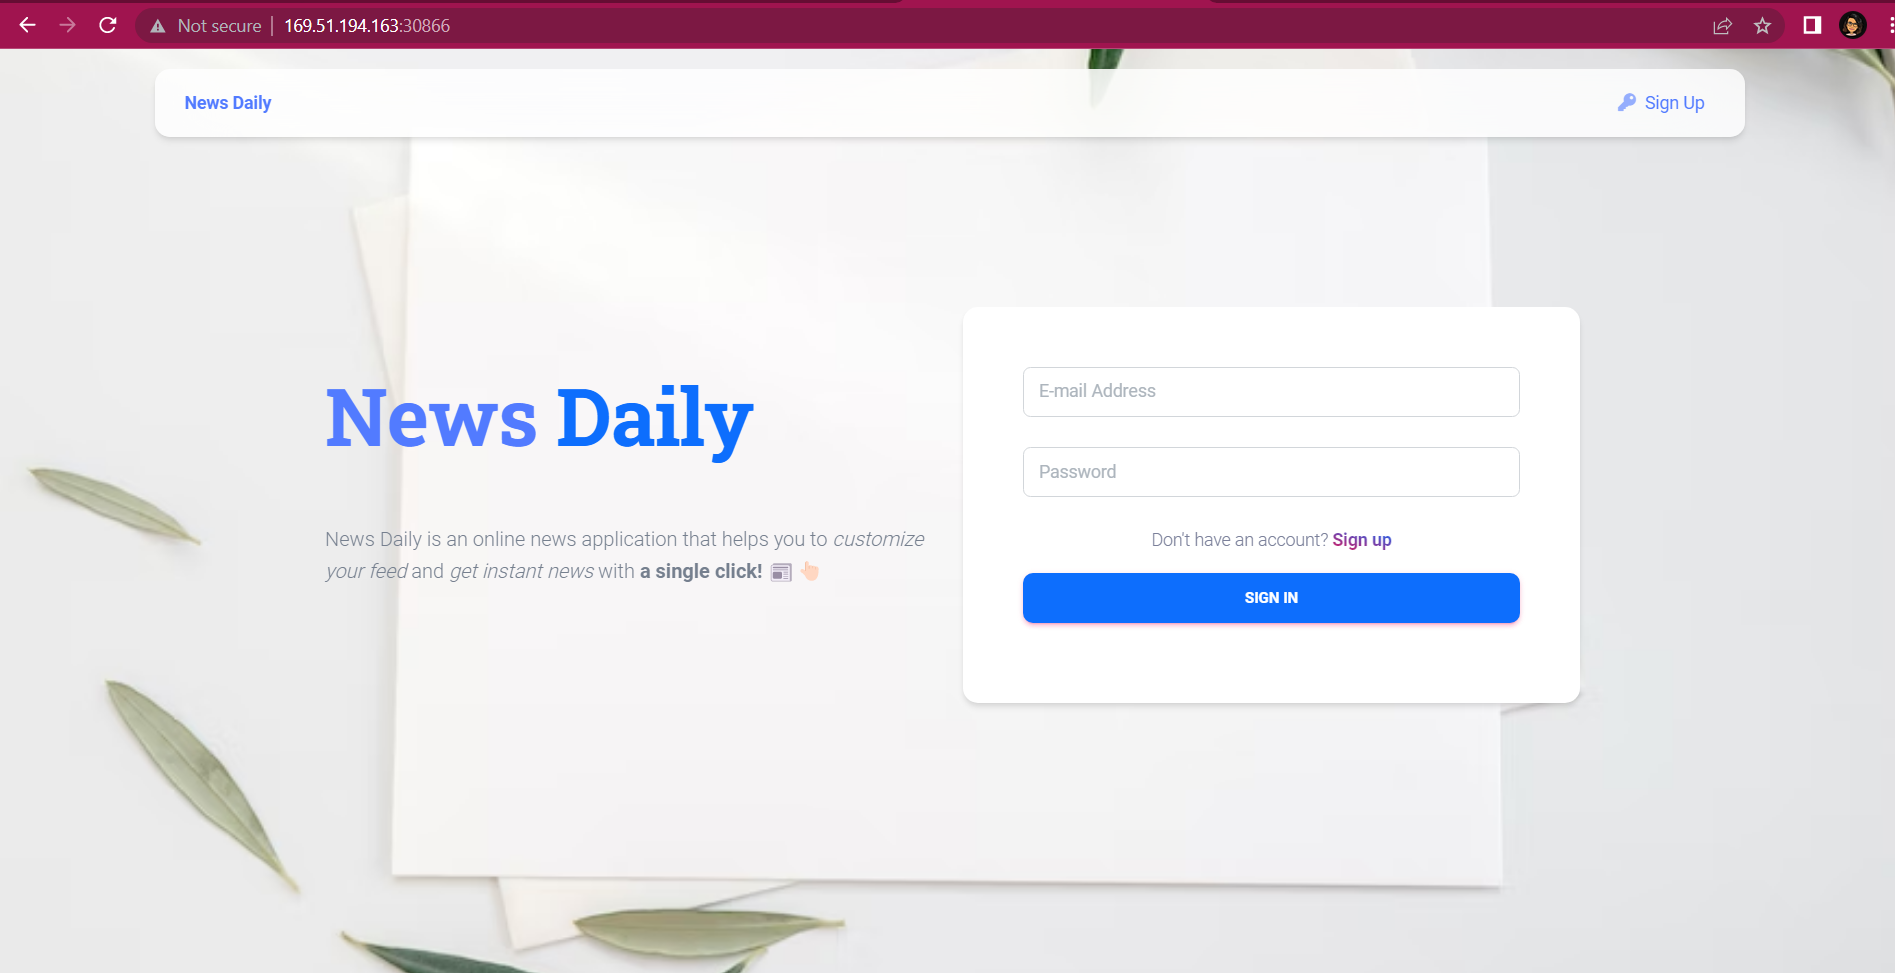 Not secure | 169.51.194.163:30866
News Daily
Sign Up
News Daily
News Daily is an online news application that helps you to customize
your feed and get instant news with a single click! 📰 👆🏻
E-mail Address
Password
Don't have an account? Sign up
SIGN IN